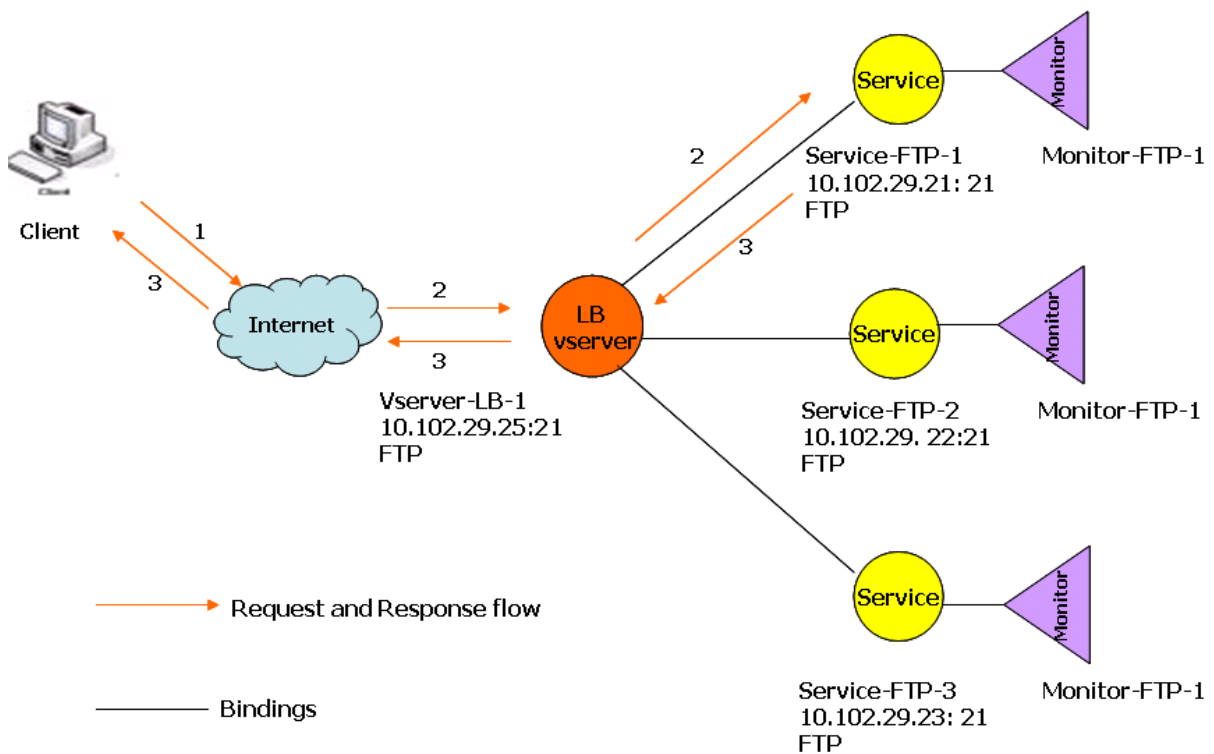 Service
Monitor
2
Service-FTP-1
10.102.29.21: 21
FTP
Monitor-FTP-1
Client
1
3
3
Internet
2
3
LB
vserver
Service
Monitor
Vserver-LB-1
10.102.29.25:21
FTP
Service-FTP-2
10.102.29. 22:21
FTP
Monitor-FTP-1
Service
Monitor
Request and Response flow
Service-FTP-3
10.102.29.23: 21
FTP
Monitor-FTP-1
Bindings